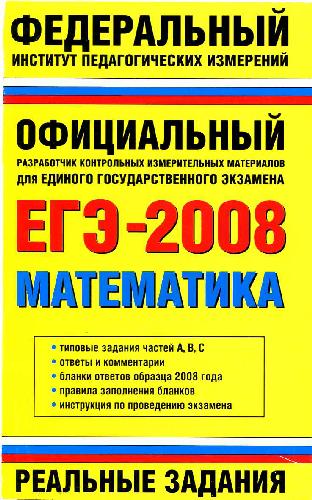 ФЕДЕРАЛЬНЫЙ
ИНСТИТУТ ПЕДАГОГИЧЕСКИХ ИЗМЕРЕНИЙ
ОФИЦИАЛЬНЫЙ
РАЗРАБОТЧИК КОНТРОЛЬНЫХ ИЗМЕРИТЕЛЬНЫХ МАТЕРИАЛОВ
для ЕДИНОГО ГОСУДАРСТВЕННОГО ЭКЗАМЕНА
ЕГЭ-2008
МАТЕМАТИКА
• типовые задания частей А, В, С
• ответы и комментарии
• бланки ответов образца 2008 года
• правила заполнения бланков
• инструкция по проведению экзамена
РЕАЛЬНЫЕ ЗАДАНИЯ